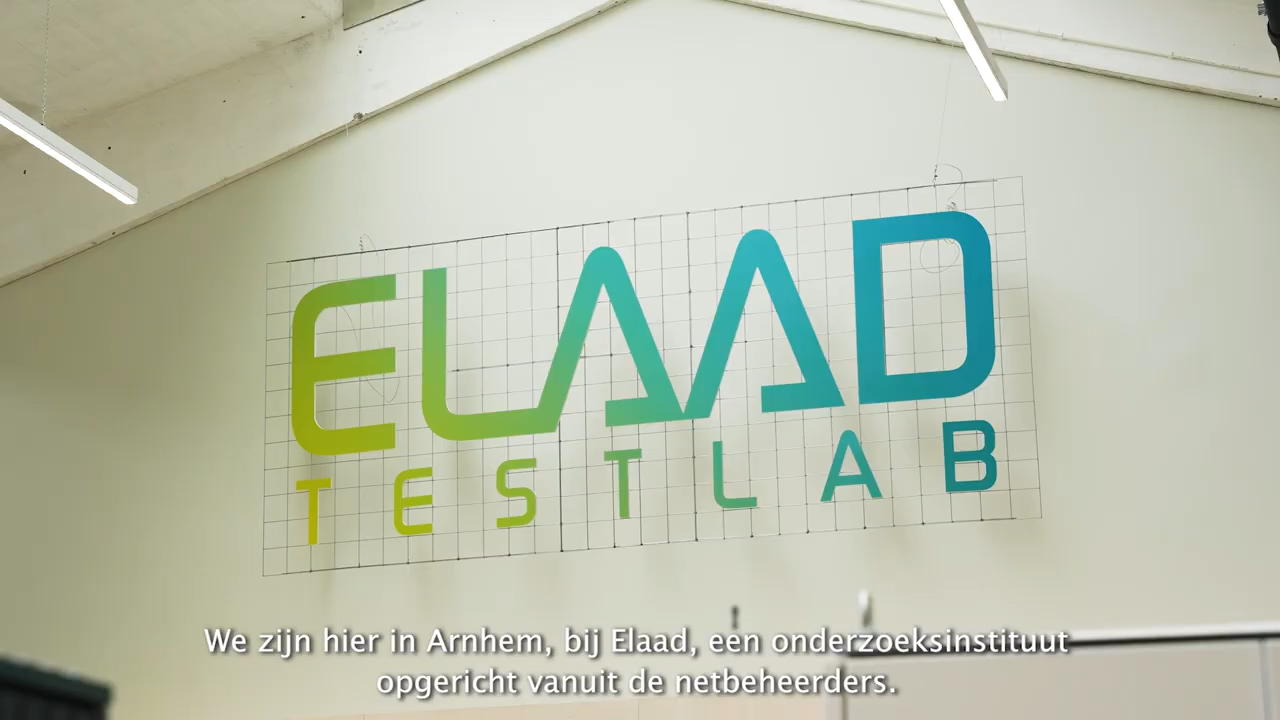 ELAAD
TESTLAB
We zijn hier in Arnhem, bij Elaad, een onderzoeksinstituut
opgericht vanuit de netbeheerders.